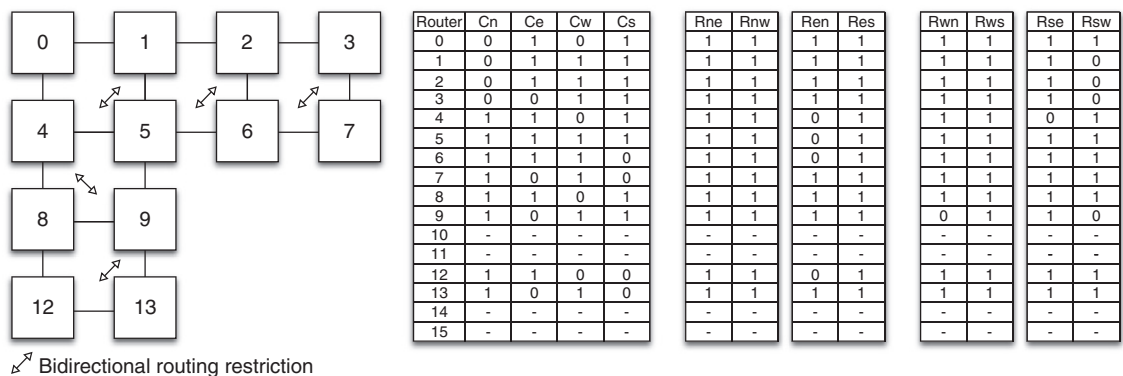 0 1 2 3
4 5 6 7
8 9
12 13
Bidirectional routing restriction
Router Cn Ce Cw Cs Rne Rnw Ren Res Rwn Rws Rse Rsw
0 0 1 0 1 1 1 1 1 1 1 1 1
1 0 1 1 1 1 1 1 1 1 1 1 0
2 0 1 1 1 1 1 1 1 1 1 1 0
3 0 0 1 1 1 1 1 1 1 1 1 0
4 1 1 0 1 1 1 0 1 1 1 0 1
5 1 1 1 1 1 1 0 1 1 1 1 1
6 1 1 1 0 1 1 0 1 1 1 1 1
7 1 0 1 0 1 1 1 1 1 1 1 1
8 1 1 0 1 1 1 1 1 1 1 1 1
9 1 0 1 1 1 1 1 1 0 1 1 0
10 - - - - - - - - - - - -
11 - - - - - - - - - - - -
12 1 1 0 0 1 1 0 1 1 1 1 1
13 1 0 1 0 1 1 1 1 1 1 1 1
14 - - - - - - - - - - - -
15 - - - - - - - - - - - -